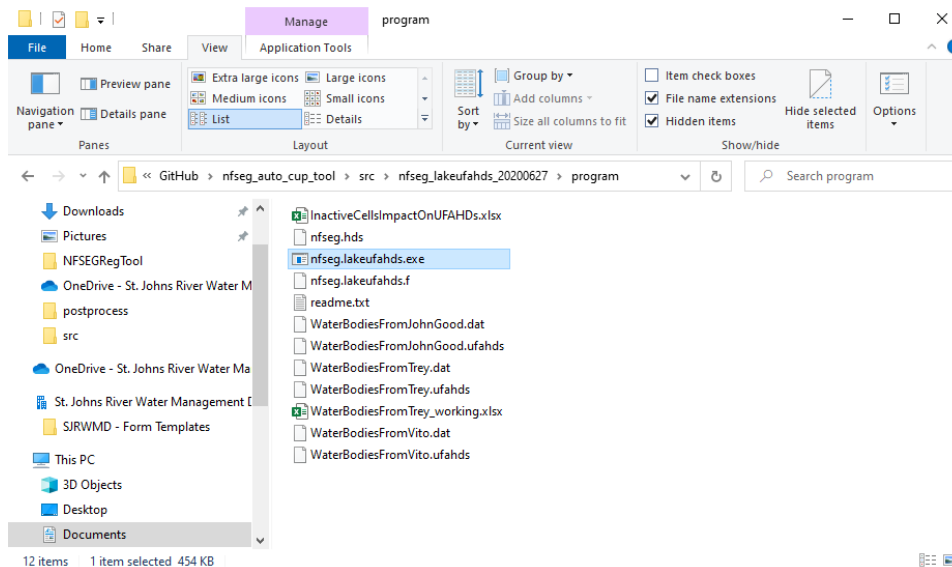 Manage
program
File
Home
Share
View
Application Tools
Navigation pane
Preview pane
Details pane
Panes
Extra large icons
Large icons
Medium icons
Small icons
List
Details
Layout
Sort by
Group by
Add columns
Size all columns to fit
Current view
Item check boxes
File name extensions
Hidden items
Hide selected items
Show/hide
Options
« GitHub > nfseg_auto_cup_tool > src > nfseg_lakeufahds_20200627 > program
Search program
Downloads
Pictures
NFSEGRegTool
OneDrive - St. Johns River Water M
postprocess
src
OneDrive - St. Johns River Water Ma
St. Johns River Water Management D
SJRWMD - Form Templates
This PC
3D Objects
Desktop
Documents
InactiveCellsImpactOnUFAHDs.xlsx
nfseg.hds
nfseg.lakeufahds.exe
nfseg.lakeufahds.f
readme.txt
WaterBodiesFromJohnGood.dat
WaterBodiesFromJohnGood.ufahds
WaterBodiesFromTrey.dat
WaterBodiesFromTrey.ufahds
WaterBodiesFromTrey_working.xlsx
WaterBodiesFromVito.dat
WaterBodiesFromVito.ufahds
12 items
1 item selected 454 KB